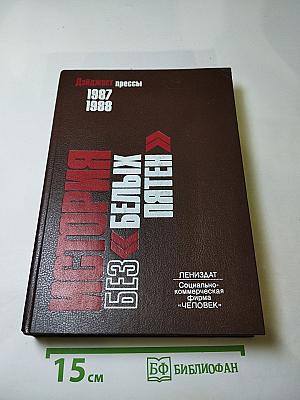 Дайджест прессы
1987
1988
ИСТОРИЯ
БЕЗ «БЕЛЫХ
ПЯТЕН»
ЛЕНИЗДАТ
Социально-
коммерческая
фирма
«ЧЕЛОВЕК»
15 см
БФ БИБЛИОФАН